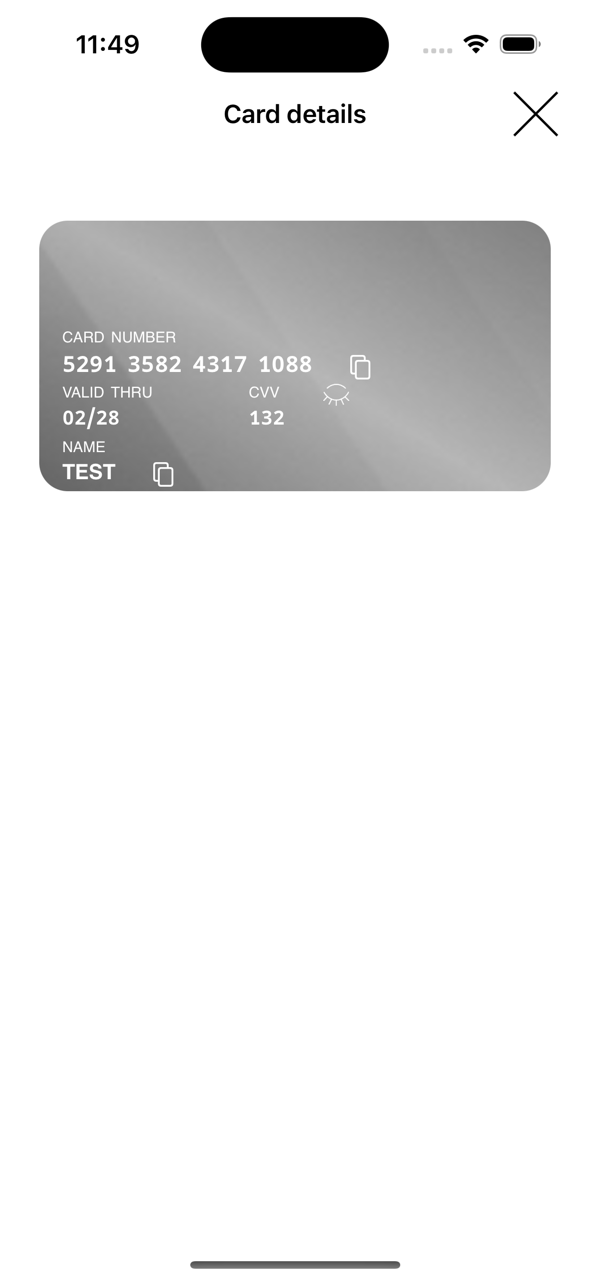 11:49
Card details
CARD NUMBER
5291 3582 4317 1088
VALID THRU CVV
02/28 132
NAME
TEST